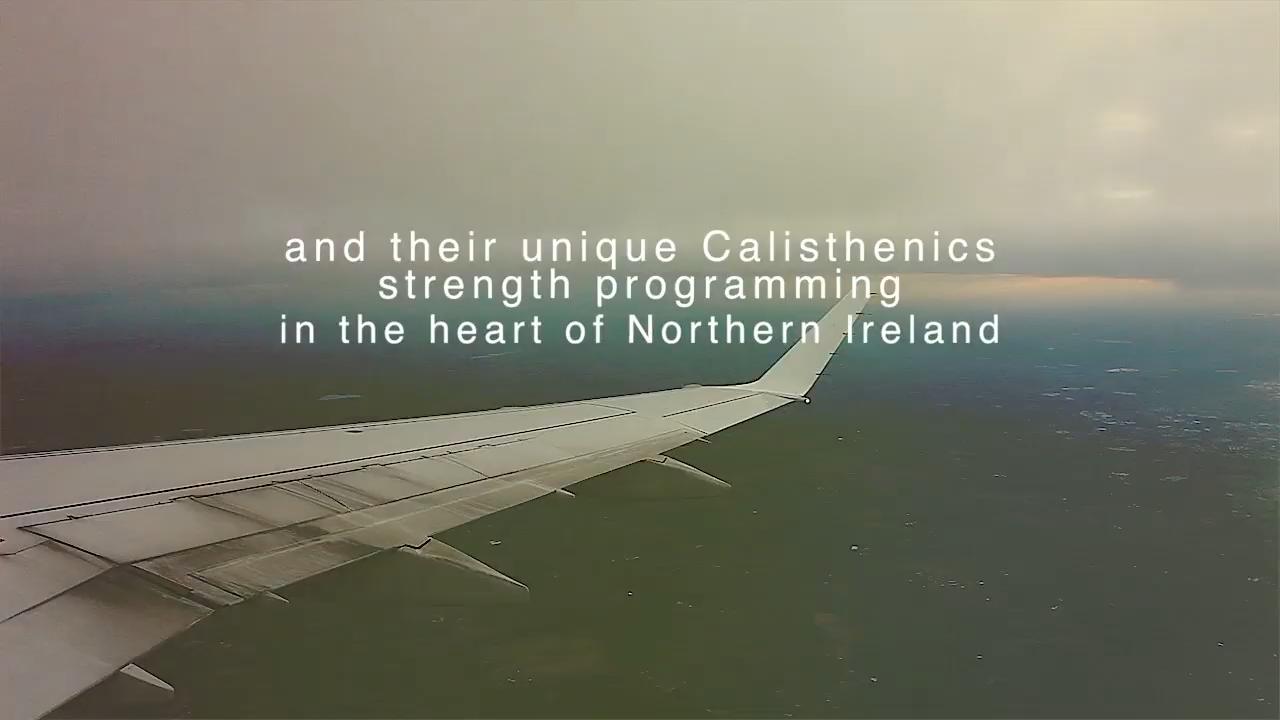 and their unique Calisthenics
strength programming
in the heart of Northern Ireland